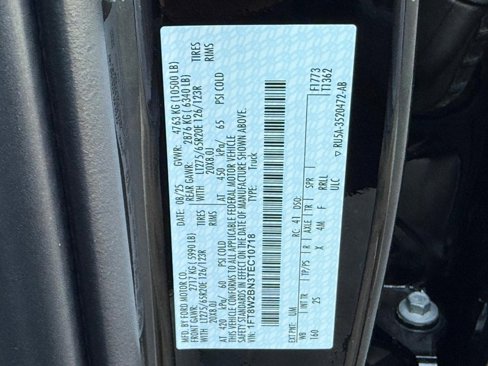 MFD. BY FORD MOTOR CO.
DATE: 08/25 GVWR: 4763 KG (10500 LB)
FRONT GAWR: 2717 KG ( 5990 LB) REAR GAWR: 2876 KG ( 6340 LB)
WITH LT275/65R20E 126/123R TIRES WITH LT275/65R20E 126/123R TIRES
20X8.0J RIMS 20X8.0J RIMS
AT 420 kPa/ 60 PSI COLD AT 450 kPa/ 65 PSI COLD
THIS VEHICLE CONFORMS TO ALL APPLICABLE FEDERAL MOTOR VEHICLE
SAFETY STANDARDS IN EFFECT ON THE DATE OF MANUFACTURE SHOWN ABOVE.
VIN: 1FT8W2BN3TEC10718 TYPE: Truck
F1773
T1362
EXT PNT: UM RC: 41 DSO:
WB INT TR TP/PS R AXLE TR SPR
160 2S X 4M F RRLL
ULC RU5A-3520472-AB